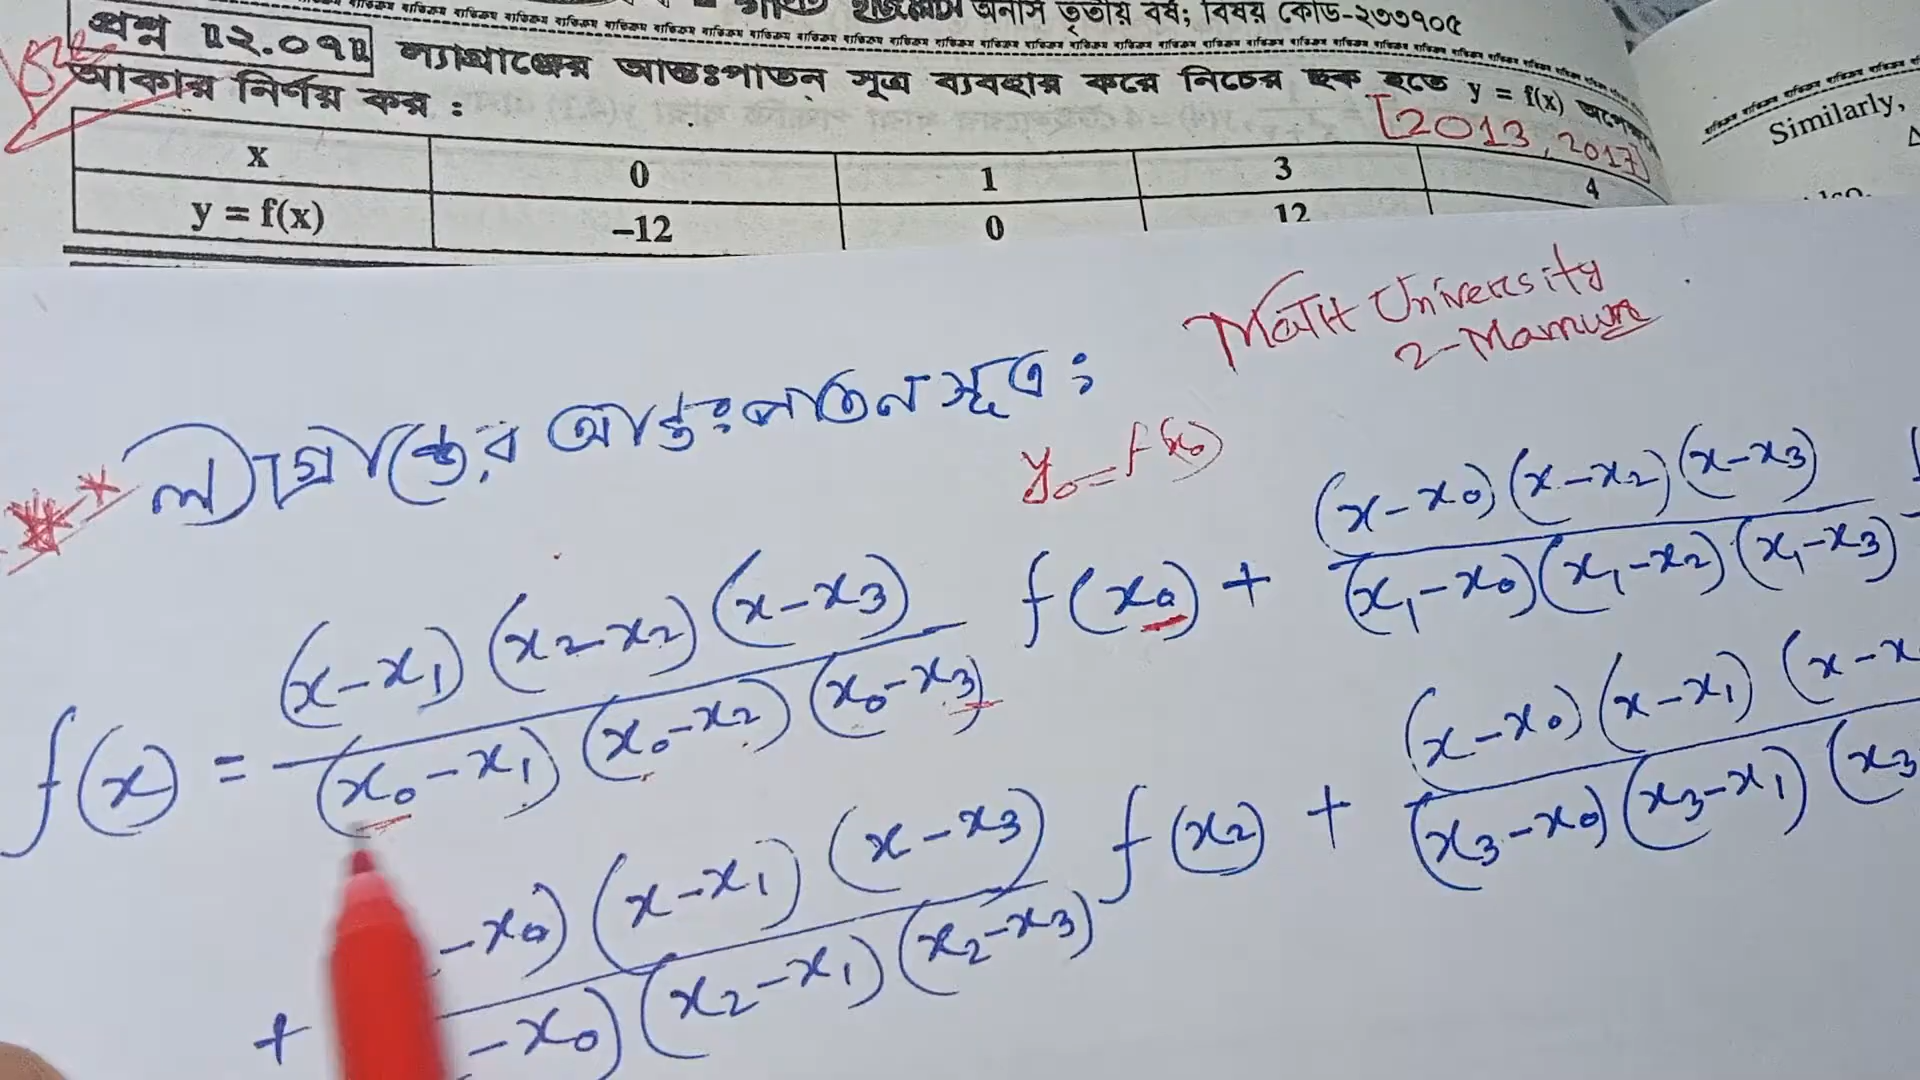 অনার্স তৃতীয় বর্ষ; বিষয় কোড-২৩৩৭০৫
প্রশ্ন ॥২.০৭॥ ল্যাগ্রাঞ্জের আন্তঃপাতন সূত্র ব্যবহার করে নিচের ছক হতে y = f(x)
আকার নির্ণয় কর :
[2013, 2017]
x 0 1 3 4
y = f(x) –12 0 12
Similarly,
Math University
2-Mamun
ল্যাগ্রাঞ্জের আন্তঃপাতন সূত্র :
y₀ = f(x₀)
f(x) = (x-x₁)(x₂-x₂)(x-x₃) / (x₀-x₁)(x₀-x₂)(x₀-x₃) f(x₀) + (x-x₀)(x-x₂)(x-x₃) / (x₁-x₀)(x₁-x₂)(x₁-x₃)
+ -x₀)(x-x₁)(x-x₃) / -x₀)(x₂-x₁)(x₂-x₃) f(x₂) + (x-x₀)(x-x₁)(x-x / (x₃-x₀)(x₃-x₁)(x₃